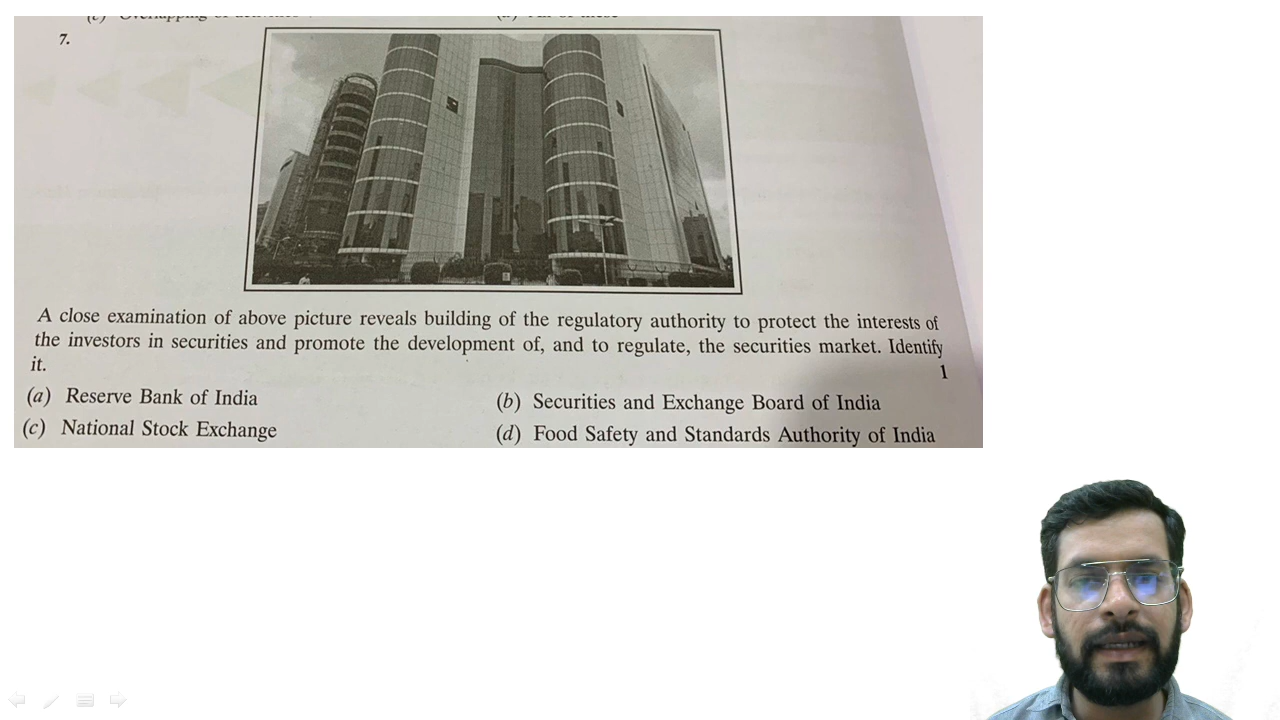 7.
A close examination of above picture reveals building of the regulatory authority to protect the interests of
the investors in securities and promote the development of, and to regulate, the securities market. Identify
it.
1
(a) Reserve Bank of India
(b) Securities and Exchange Board of India
(c) National Stock Exchange
(d) Food Safety and Standards Authority of India